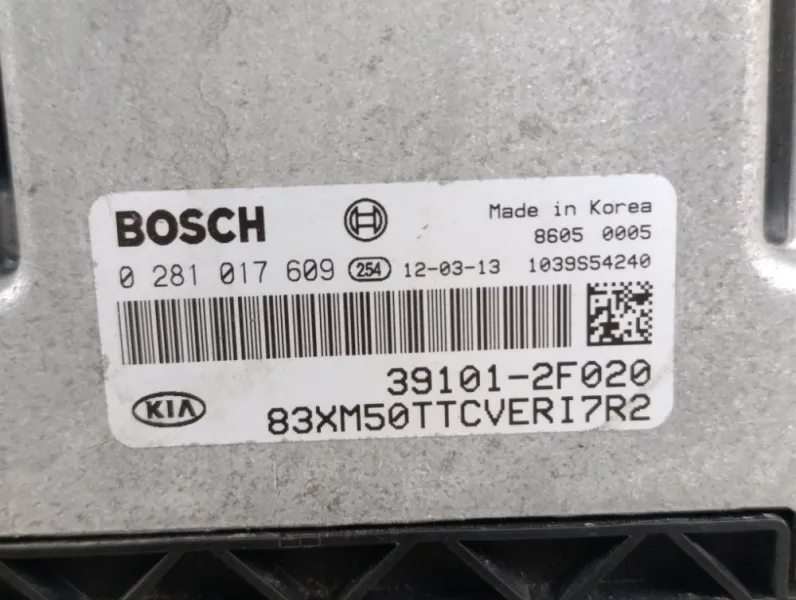 BOSCH
Made in Korea
8605 0005
0 281 017 609 254 12-03-13 1039S54240
39101-2F020
KIA
83XM50TTCVERI7R2